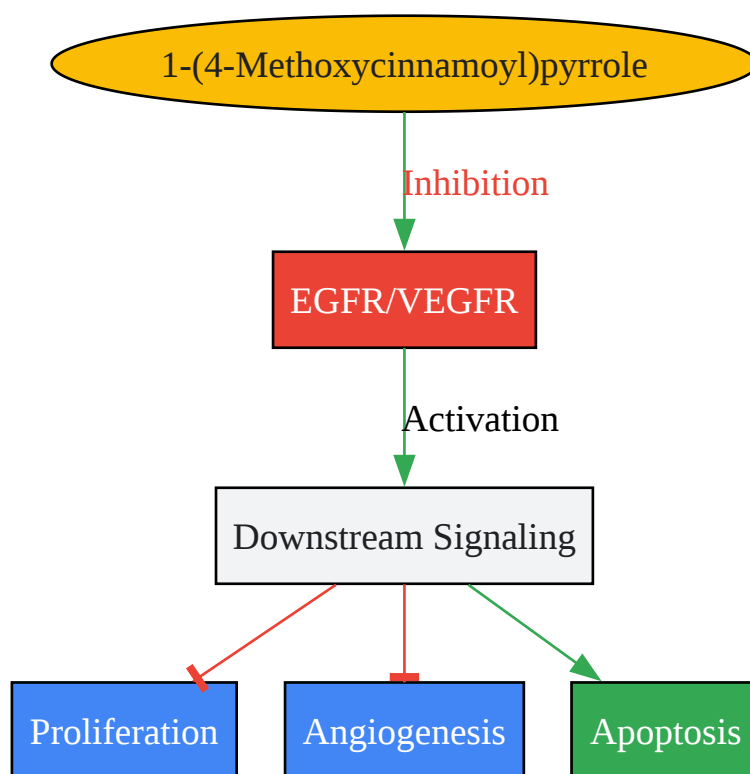 1-(4-Methoxycinnamoyl)pyrrole
Inhibition
EGFR/VEGFR
Activation
Downstream Signaling
Proliferation
Angiogenesis
Apoptosis